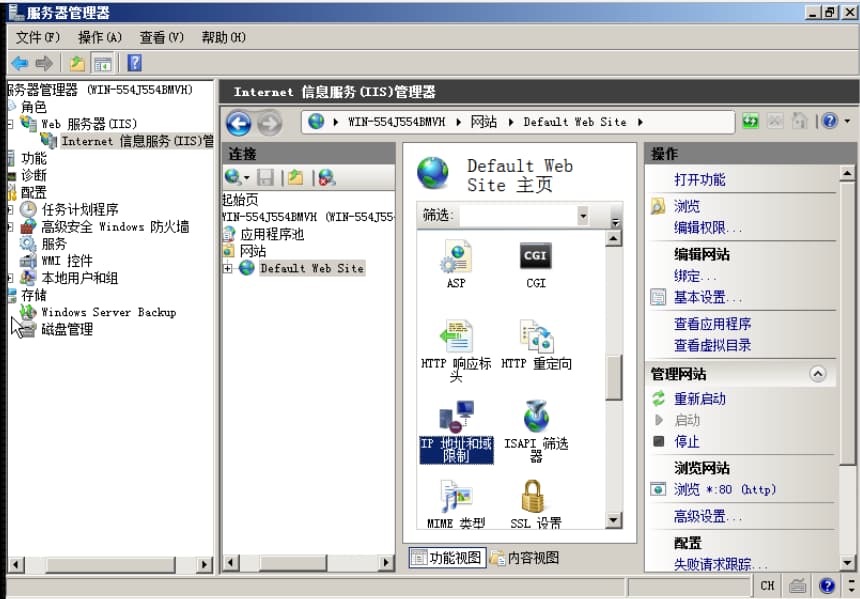 服务器管理器
文件(F) 操作(A) 查看(V) 帮助(H)
服务器管理器 (WIN-554J554BMVH)
角色
Web 服务器(IIS)
Internet 信息服务(IIS)管
功能
诊断
配置
任务计划程序
高级安全 Windows 防火墙
服务
WMI 控件
本地用户和组
存储
Windows Server Backup
磁盘管理
Internet 信息服务(IIS)管理器
WIN-554J554BMVH 网站 Default Web Site
连接
起始页
WIN-554J554BMVH (WIN-554J55
应用程序池
网站
Default Web Site
Default Web
Site 主页
筛选:
ASP
CGI
HTTP 响应标
头
HTTP 重定向
IP 地址和域
限制
ISAPI 筛选
器
MIME 类型
SSL 设置
功能视图
内容视图
操作
打开功能
浏览
编辑权限...
编辑网站
绑定...
基本设置...
查看应用程序
查看虚拟目录
管理网站
重新启动
启动
停止
浏览网站
浏览 *:80 (http)
高级设置...
配置
失败请求跟踪...
CH